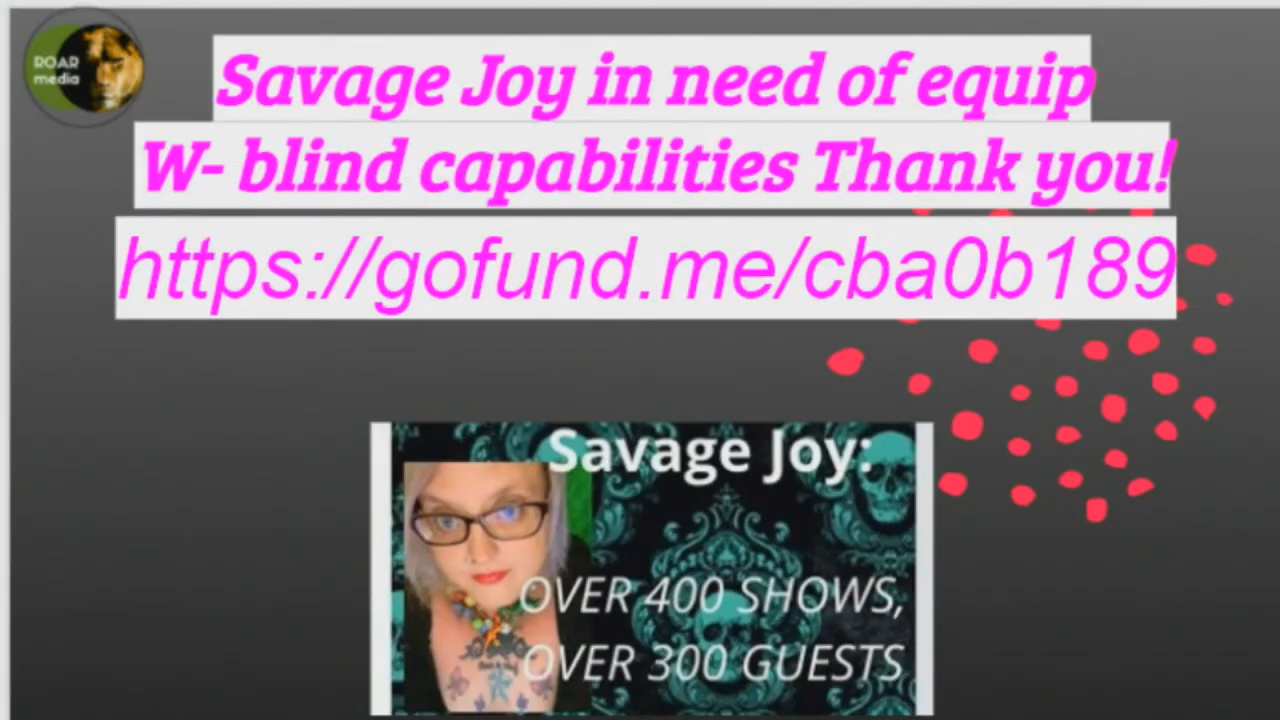 ROAR
media
Savage Joy in need of equip
W- blind capabilities Thank you!
https://gofund.me/cba0b189
Savage Joy:
OVER 400 SHOWS,
OVER 300 GUESTS